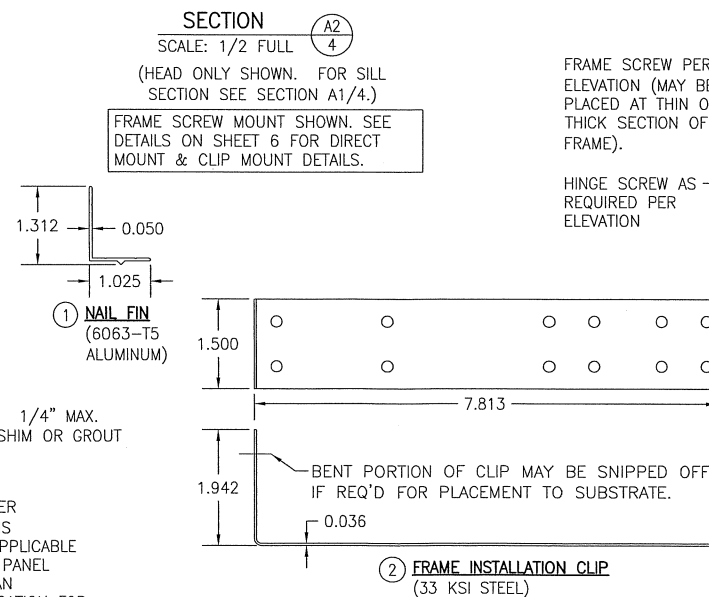 SECTION
A2
4
SCALE: 1/2 FULL
(HEAD ONLY SHOWN. FOR SILL
SECTION SEE SECTION A1/4.)
FRAME SCREW MOUNT SHOWN. SEE
DETAILS ON SHEET 6 FOR DIRECT
MOUNT & CLIP MOUNT DETAILS.
FRAME SCREW PER
ELEVATION (MAY BE
PLACED AT THIN
THICK SECTION OF
FRAME).
HINGE SCREW AS
REQUIRED PER
ELEVATION
1.312
0.050
1.025
1 NAIL FIN
(6063-T5
ALUMINUM)
1.500
7.813
1/4" MAX.
SHIM OR GROUT
1.942
BENT PORTION OF CLIP MAY BE SNIPPED OFF
IF REQ'D FOR PLACEMENT TO SUBSTRATE.
0.036
2 FRAME INSTALLATION CLIP
(33 KSI STEEL)
PANEL